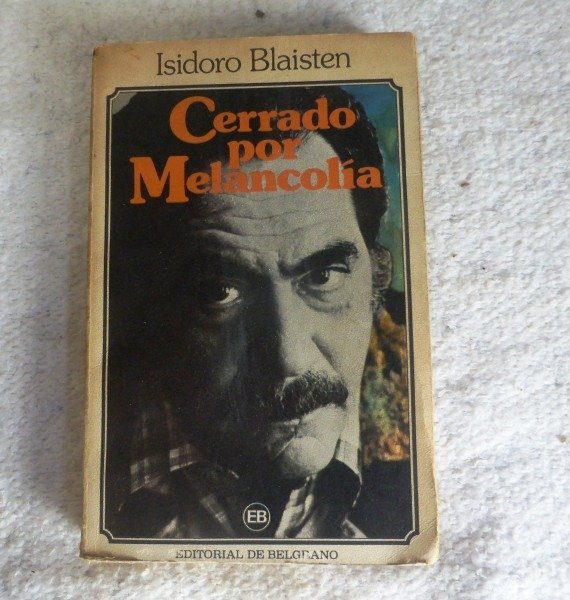 Isidoro Blaisten
Cerrado
por
Melancolía
EB
EDITORIAL DE BELGRANO